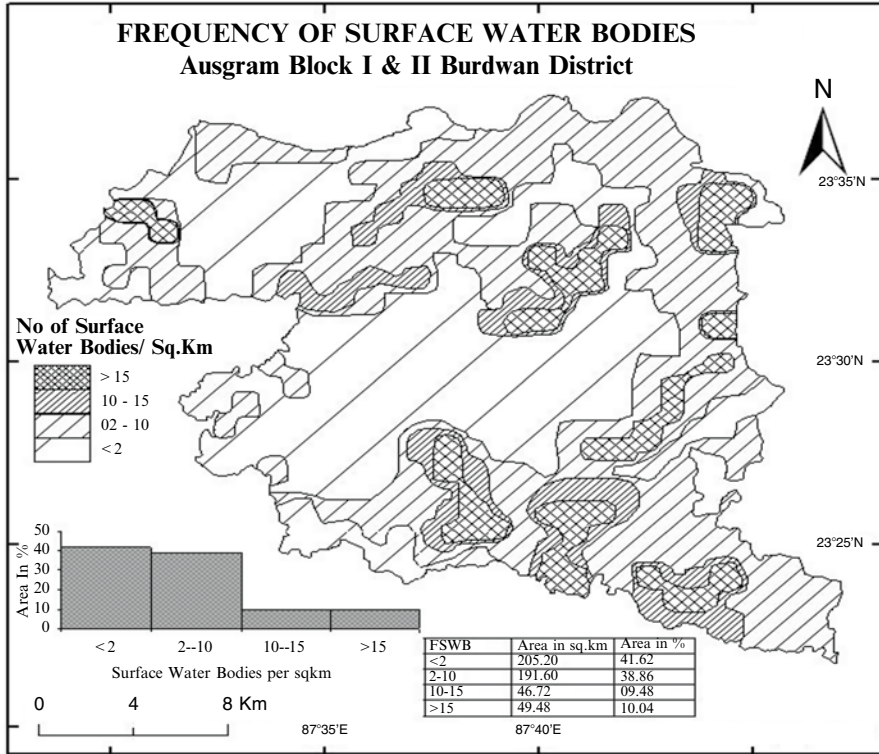 FREQUENCY OF SURFACE WATER BODIES
Ausgram Block I & II Burdwan District
N
23°35'N
No of Surface
Water Bodies/ Sq.Km
>15
10 - 15
02 - 10
<2
23°30'N
23°25'N
50
40
30
20
10
0
Area In %
<2 2--10 10--15 >15
Surface Water Bodies per sqkm
FSWB Area in sq.km Area in %
<2 205.20 41.62
2-10 191.60 38.86
10-15 46.72 09.48
>15 49.48 10.04
0 4 8 Km
87°35'E 87°40'E